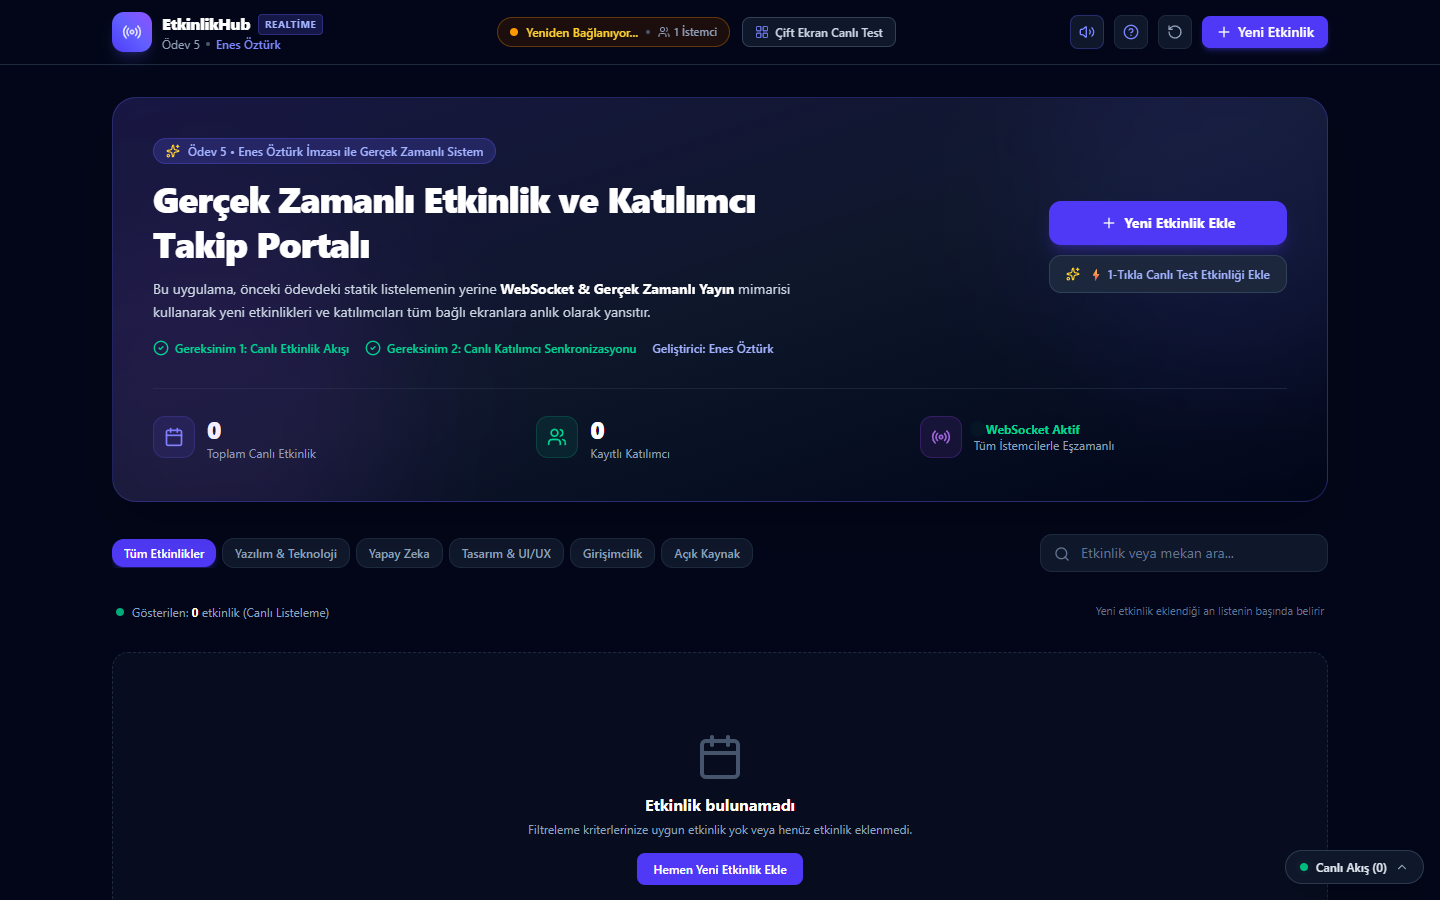 EtkinlikHub REALTIME
Ödev 5 • Enes Öztürk
Yeniden Bağlanıyor... • 1 İstemci
Çift Ekran Canlı Test
+ Yeni Etkinlik
Ödev 5 • Enes Öztürk İmzası ile Gerçek Zamanlı Sistem
Gerçek Zamanlı Etkinlik ve Katılımcı
Takip Portalı
Bu uygulama, önceki ödevdeki statik listelemenin yerine WebSocket & Gerçek Zamanlı Yayın mimarisi
kullanarak yeni etkinlikleri ve katılımcıları tüm bağlı ekranlara anlık olarak yansıtır.
Gereksinim 1: Canlı Etkinlik Akışı
Gereksinim 2: Canlı Katılımcı Senkronizasyonu
Geliştirici: Enes Öztürk
+ Yeni Etkinlik Ekle
1-Tıkla Canlı Test Etkinliği Ekle
0
Toplam Canlı Etkinlik
0
Kayıtlı Katılımcı
WebSocket Aktif
Tüm İstemcilerle Eşzamanlı
Tüm Etkinlikler
Yazılım & Teknoloji
Yapay Zeka
Tasarım & UI/UX
Girişimcilik
Açık Kaynak
Etkinlik veya mekan ara...
Gösterilen: 0 etkinlik (Canlı Listeleme)
Yeni etkinlik eklendiği an listenin başında belirir
Etkinlik bulunamadı
Filtreleme kriterlerinize uygun etkinlik yok veya henüz etkinlik eklenmedi.
Hemen Yeni Etkinlik Ekle
Canlı Akış (0)